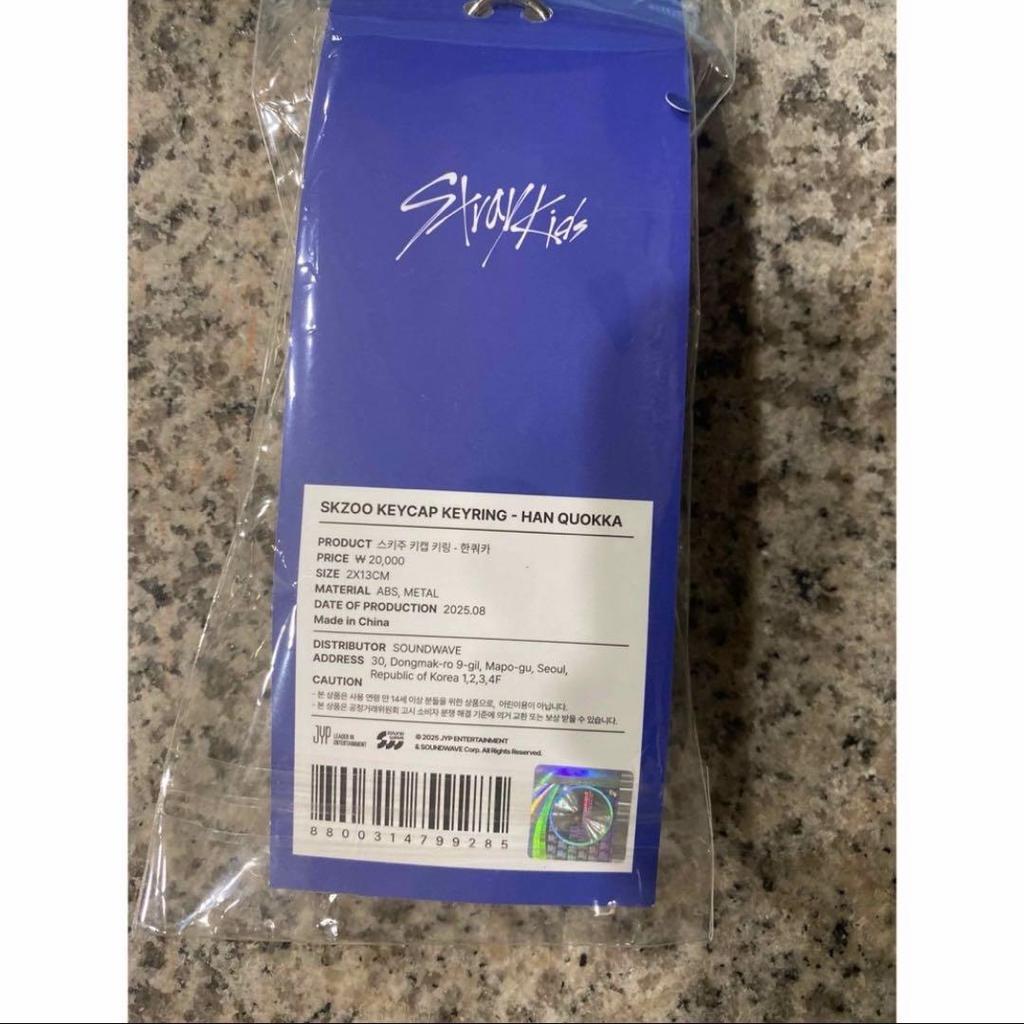 Stray Kids
SKZOO KEYCAP KEYRING - HAN QUOKKA
PRODUCT 스키주 키캡 키링 - 한쿼카
PRICE ₩ 20,000
SIZE 2X13CM
MATERIAL ABS, METAL
DATE OF PRODUCTION 2025.08
Made in China
DISTRIBUTOR SOUNDWAVE
ADDRESS 30, Dongmak-ro 9-gil, Mapo-gu, Seoul,
Republic of Korea 1,2,3,4F
CAUTION
- 본 상품은 사용 연령 만 14세 이상 분들을 위한 상품으로, 어린이용이 아닙니다.
- 본 상품은 공정거래위원회 고시 소비자 분쟁 해결 기준에 의거 교환 또는 보상 받을 수 있습니다.
JYP LEADER IN
ENTERTAINMENT
SOUND
WAVE
© 2025 JYP ENTERTAINMENT
& SOUNDWAVE Corp. All Rights Reserved.
8800314799285